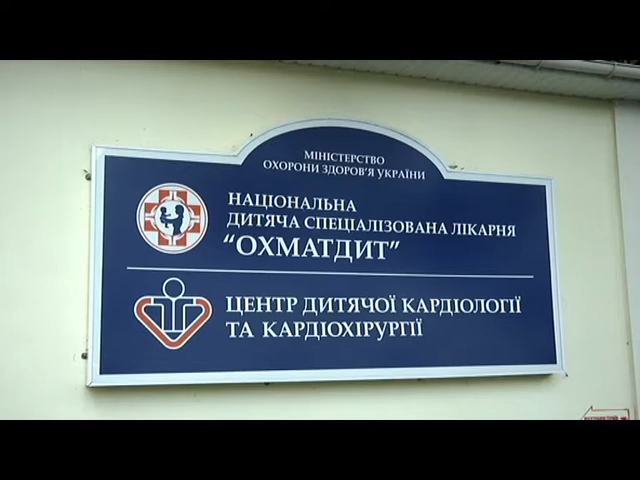 МІНІСТЕРСТВО
ОХОРОНИ ЗДОРОВ'Я УКРАЇНИ
НАЦІОНАЛЬНА
ДИТЯЧА СПЕЦІАЛІЗОВАНА ЛІКАРНЯ
“ОХМАТДИТ”
ЦЕНТР ДИТЯЧОЇ КАРДІОЛОГІЇ
ТА КАРДІОХІРУРГІЇ